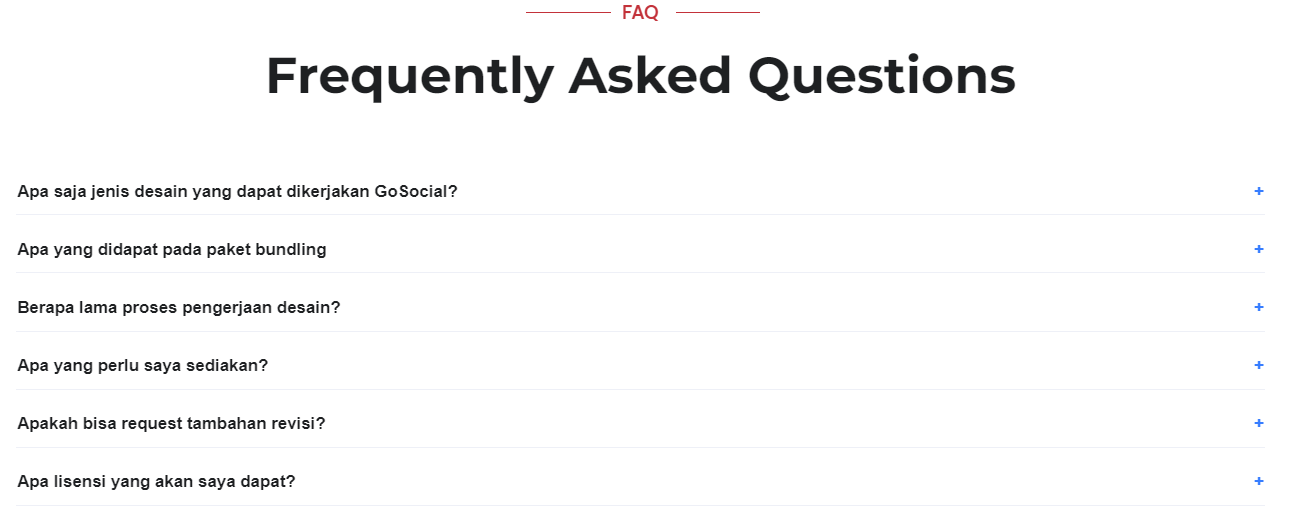 FAQ
Frequently Asked Questions
Apa saja jenis desain yang dapat dikerjakan GoSocial? +
Apa yang didapat pada paket bundling +
Berapa lama proses pengerjaan desain? +
Apa yang perlu saya sediakan? +
Apakah bisa request tambahan revisi? +
Apa lisensi yang akan saya dapat? +